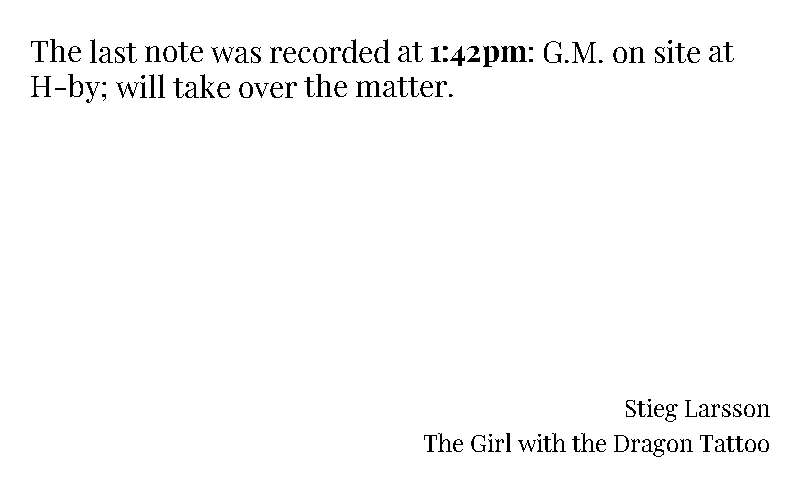 The last note was recorded at 1:42pm: G.M. on site at
H-by; will take over the matter.
Stieg Larsson
The Girl with the Dragon Tattoo